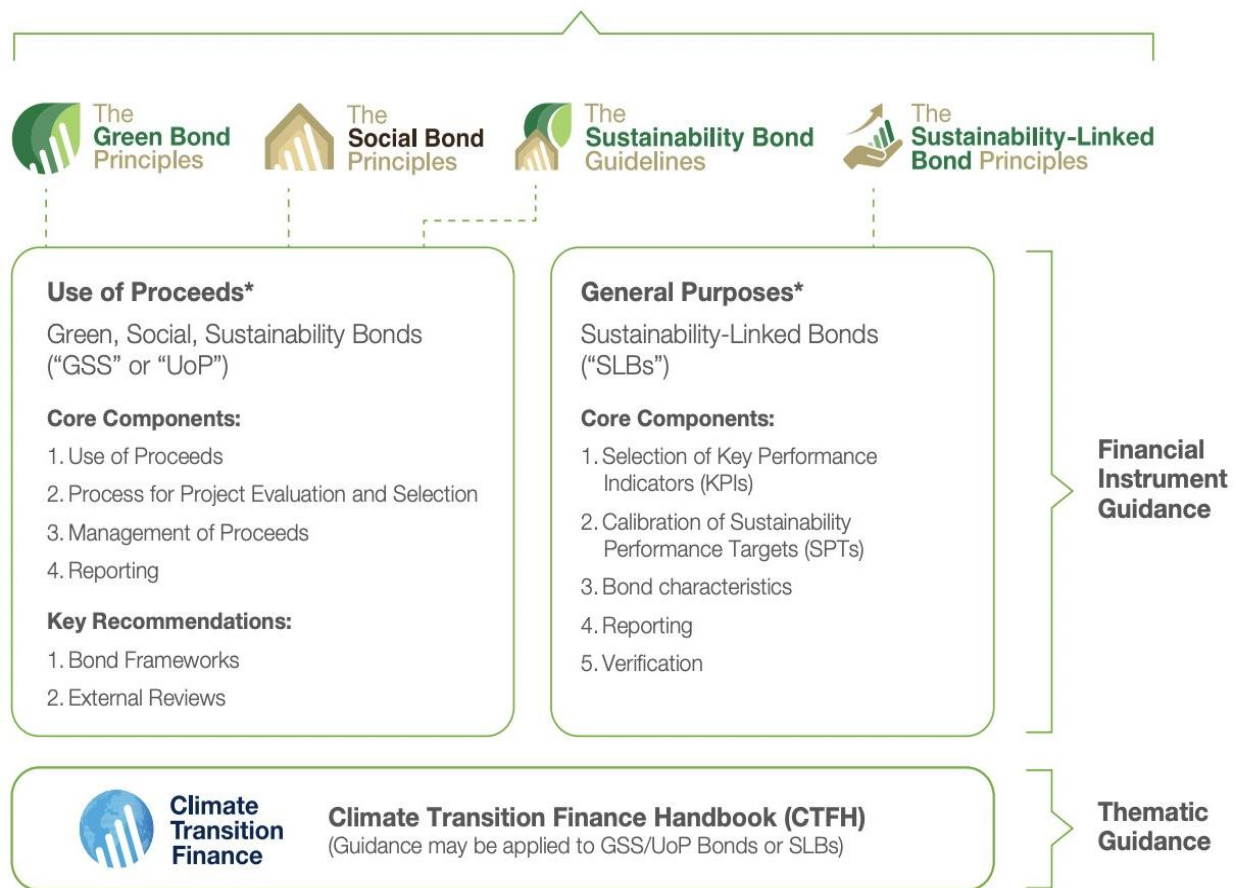 The
Green Bond
Principles
The
Social Bond
Principles
The
Sustainability Bond
Guidelines
The
Sustainability-Linked
Bond Principles
Use of Proceeds*
Green, Social, Sustainability Bonds
(“GSS” or “UoP”)
Core Components:
1. Use of Proceeds
2. Process for Project Evaluation and Selection
3. Management of Proceeds
4. Reporting
Key Recommendations:
1. Bond Frameworks
2. External Reviews
General Purposes*
Sustainability-Linked Bonds
(“SLBs”)
Core Components:
1. Selection of Key Performance
Indicators (KPIs)
2. Calibration of Sustainability
Performance Targets (SPTs)
3. Bond characteristics
4. Reporting
5. Verification
Financial
Instrument
Guidance
Climate
Transition
Finance
Climate Transition Finance Handbook (CTFH)
(Guidance may be applied to GSS/UoP Bonds or SLBs)
Thematic
Guidance